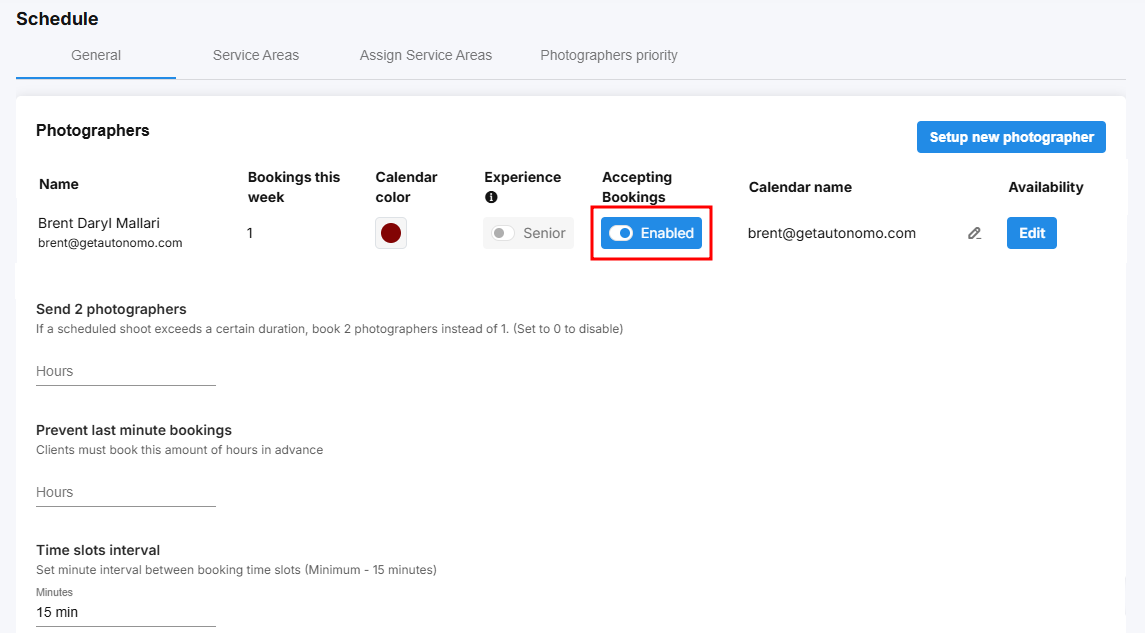 Schedule
General Service Areas Assign Service Areas Photographers priority
Photographers
Setup new photographer
Name Bookings this week Calendar color Experience Accepting Bookings Calendar name Availability
Brent Daryl Mallari
brent@getautonomo.com
1 Senior Enabled brent@getautonomo.com Edit
Send 2 photographers
If a scheduled shoot exceeds a certain duration, book 2 photographers instead of 1. (Set to 0 to disable)
Hours
Prevent last minute bookings
Clients must book this amount of hours in advance
Hours
Time slots interval
Set minute interval between booking time slots (Minimum - 15 minutes)
Minutes
15 min